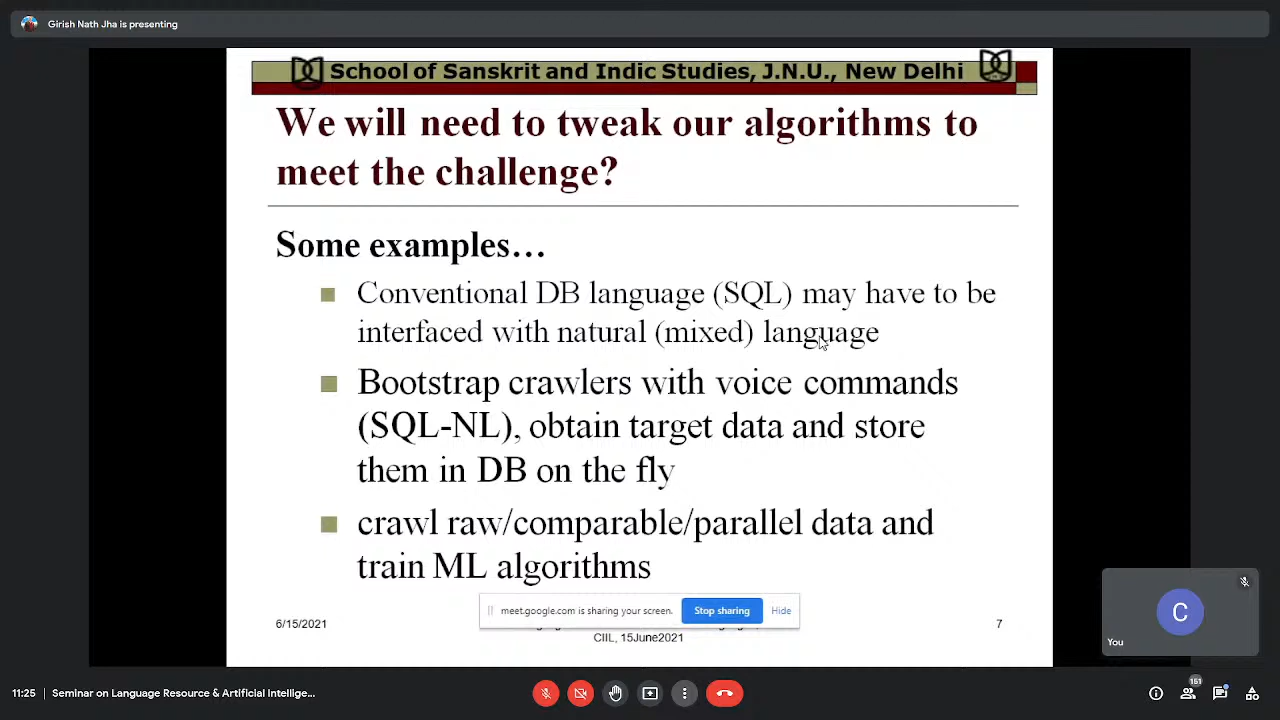 Girish Nath Jha is presenting
School of Sanskrit and Indic Studies, J.N.U., New Delhi
We will need to tweak our algorithms to
meet the challenge?
Some examples…
Conventional DB language (SQL) may have to be
interfaced with natural (mixed) language
Bootstrap crawlers with voice commands
(SQL-NL), obtain target data and store
them in DB on the fly
crawl raw/comparable/parallel data and
train ML algorithms
meet.google.com is sharing your screen. Stop sharing Hide
6/15/2021
CIIL, 15June2021
7
C
You
11:25 | Seminar on Language Resource & Artificial Intellige...
151